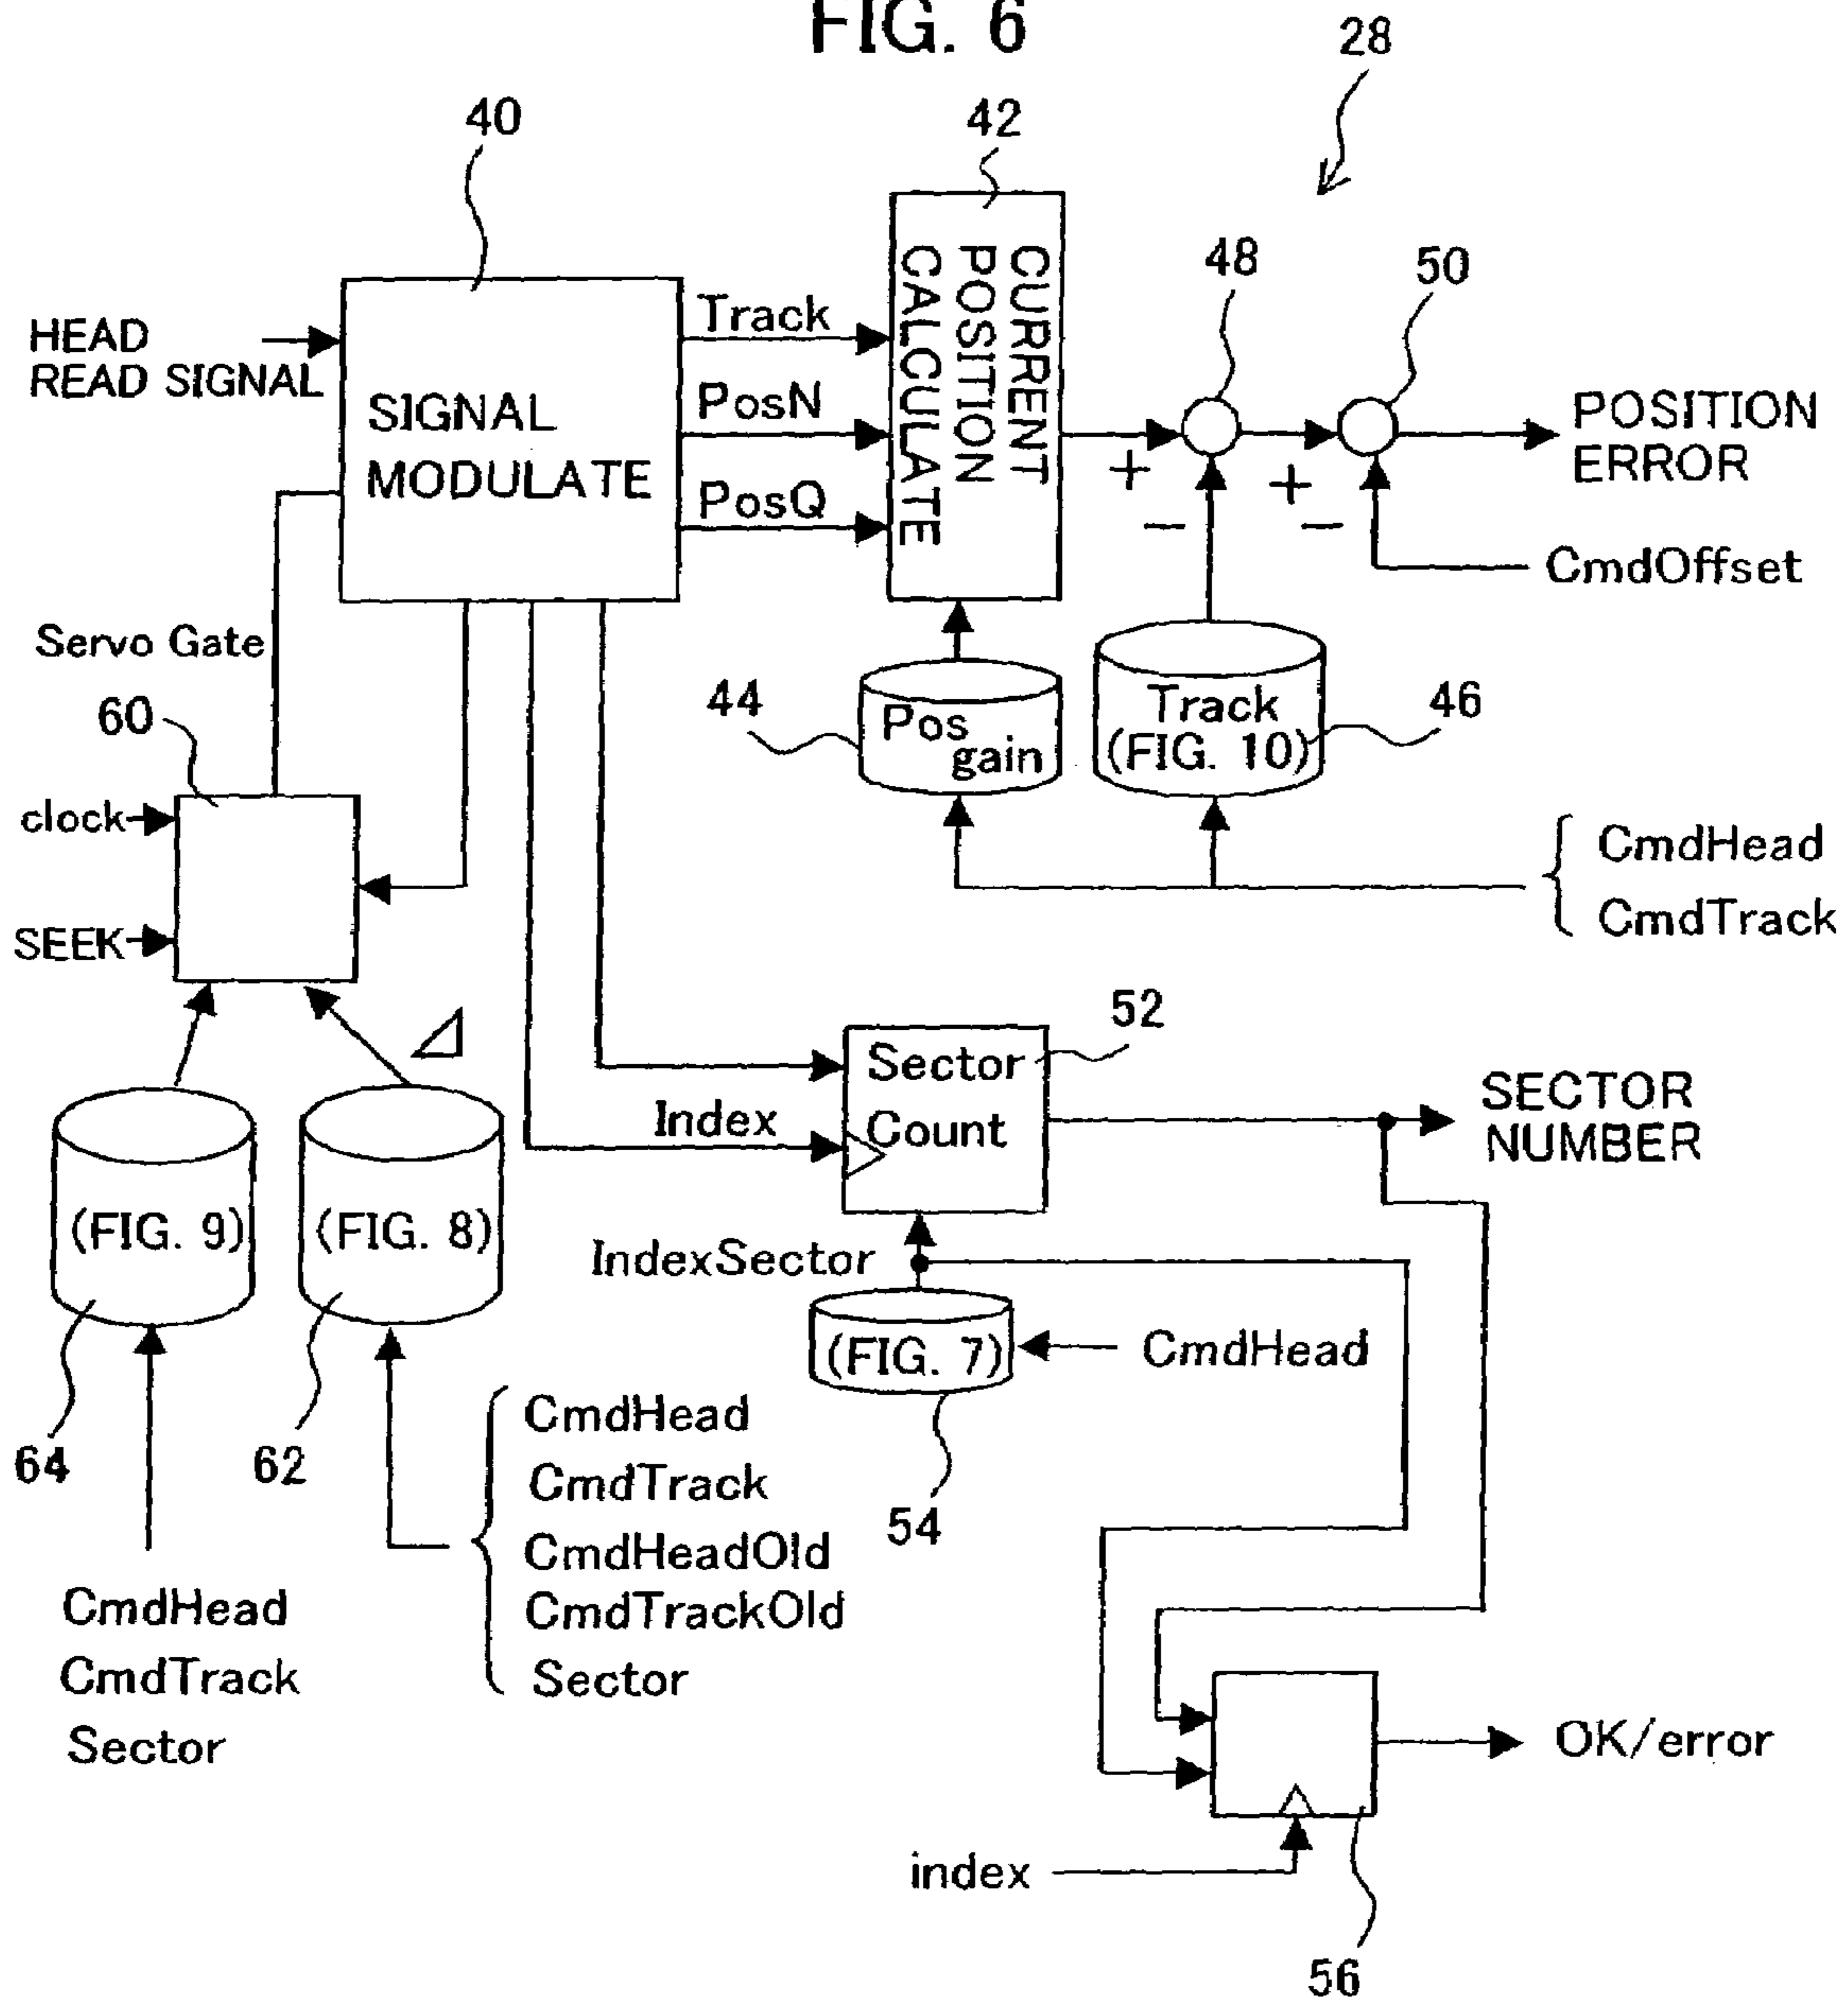 FIG. 6
28
40
42
48
50
HEAD
READ SIGNAL
SIGNAL
MODULATE
Track
PosN
PosQ
CURRENT
POSITION
CALCULATE
+
−
+
−
POSITION
ERROR
CmdOffset
Servo Gate
60
clock
SEEK
44
Pos
gain
Track
(FIG. 10)
46
CmdHead
CmdTrack
52
Sector
Count
Index
SECTOR
NUMBER
(FIG. 9)
(FIG. 8)
IndexSector
(FIG. 7)
CmdHead
64
62
54
CmdHead
CmdTrack
CmdHeadOld
CmdTrackOld
Sector
CmdHead
CmdTrack
Sector
OK/error
index
56